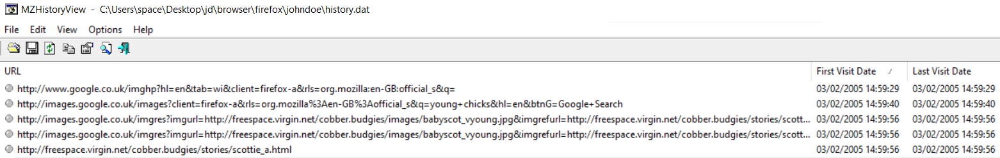 MZHistoryView - C:\Users\space\Desktop\jd\browser\firefox\johndoe\history.dat
File Edit View Options Help
URL First Visit Date Last Visit Date
http://www.google.co.uk/imghp?hl=en&tab=wi&client=firefox-a&rls=org.mozilla:en-GB:official_s&q= 03/02/2005 14:59:29 03/02/2005 14:59:29
http://images.google.co.uk/images?client=firefox-a&rls=org.mozilla%3Aen-GB%3Aofficial_s&q=young+chicks&hl=en&btnG=Google+Search 03/02/2005 14:59:40 03/02/2005 14:59:40
http://images.google.co.uk/imgres?imgurl=http://freespace.virgin.net/cobber.budgies/images/babyscot_vyoung.jpg&imgrefurl=http://freespace.virgin.net/cobber.budgies/stories/scott... 03/02/2005 14:59:56 03/02/2005 14:59:56
http://images.google.co.uk/imgres?imgurl=http://freespace.virgin.net/cobber.budgies/images/babyscot_vyoung.jpg&imgrefurl=http://freespace.virgin.net/cobber.budgies/stories/scott... 03/02/2005 14:59:56 03/02/2005 14:59:56
http://freespace.virgin.net/cobber.budgies/stories/scottie_a.html 03/02/2005 14:59:56 03/02/2005 14:59:56